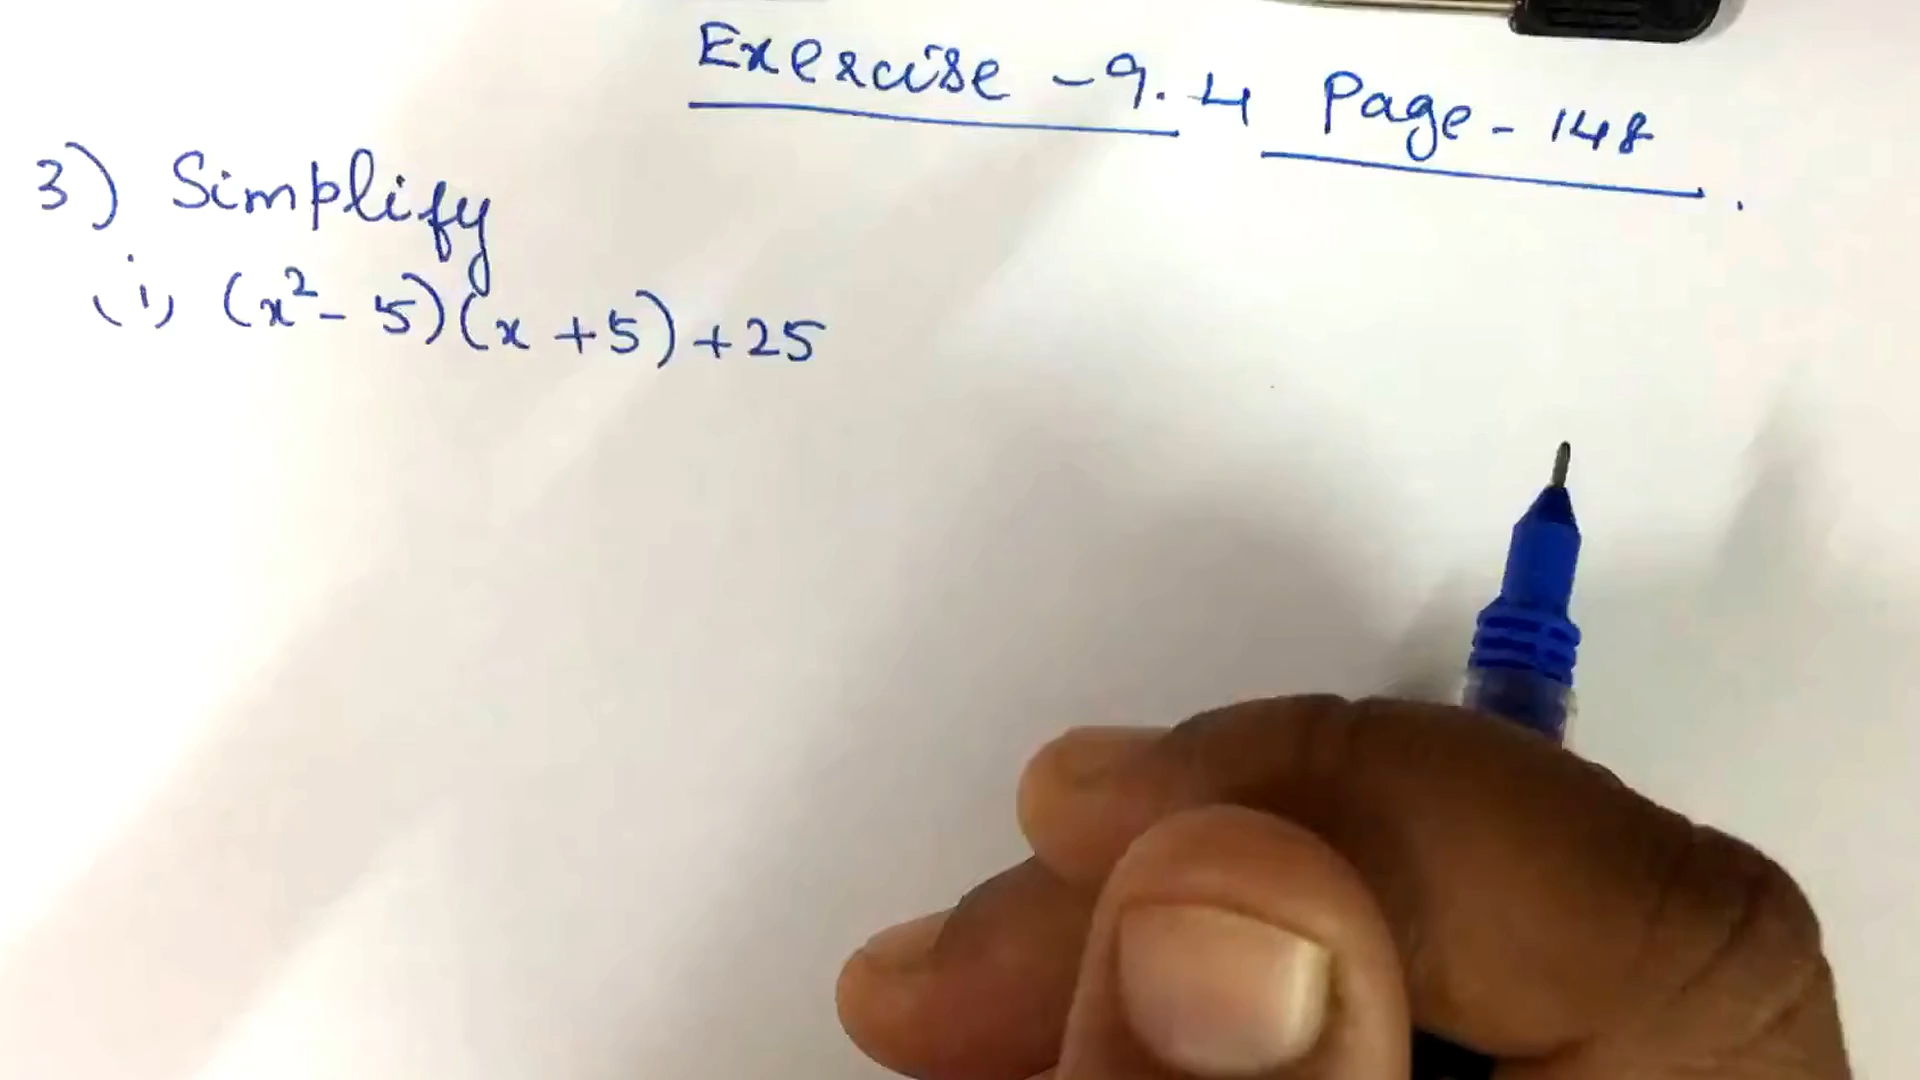 Exercise - 9.4 Page - 148.
3) Simplify
(i) (x² - 5)(x + 5) + 25